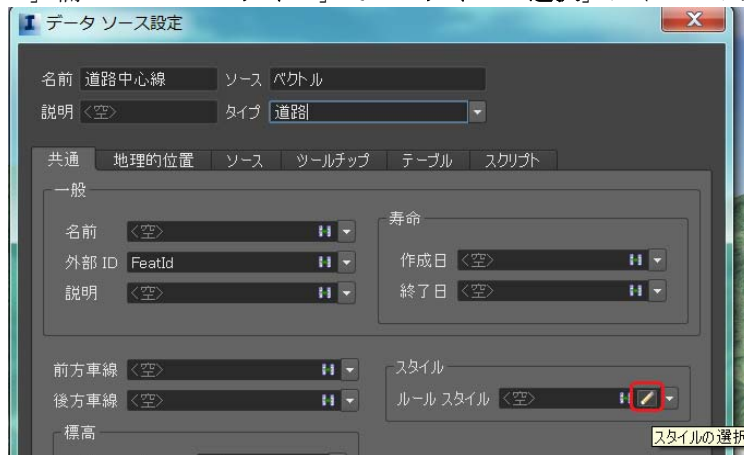 データ ソース設定
名前 道路中心線 ソース ベクトル
説明 <空> タイプ 道路
共通 地理的位置 ソース ツールチップ テーブル スクリプト
一般
名前 <空>
外部 ID FeatId
説明 <空>
寿命
作成日 <空>
終了日 <空>
前方車線 <空>
後方車線 <空>
スタイル
ルール スタイル <空>
標高
スタイルの選択